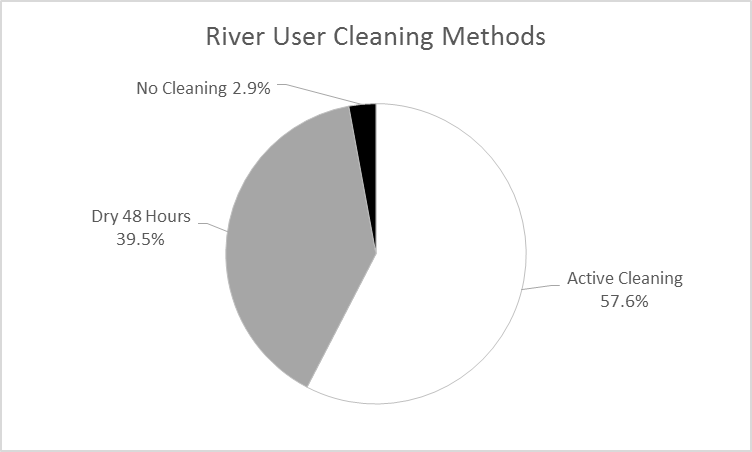 River User Cleaning Methods
No Cleaning 2.9%
Dry 48 Hours
39.5%
Active Cleaning
57.6%